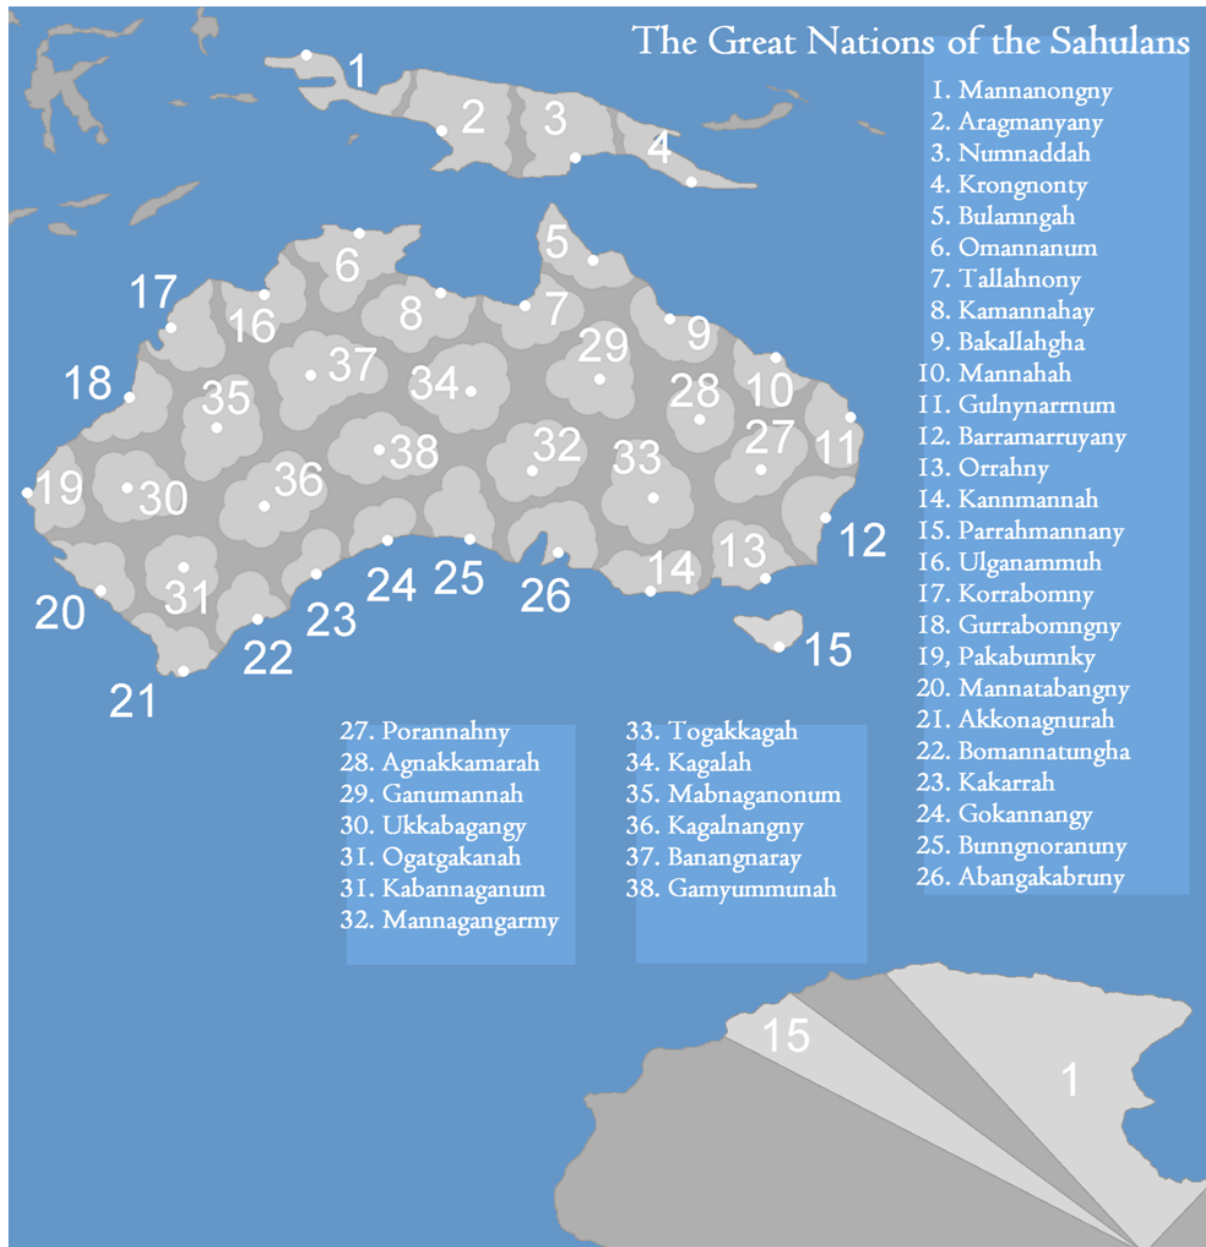 The Great Nations of the Sahulans
1. Mannanongny
2. Aragmanyany
3. Numnaddah
4. Krongnonty
5. Bulamngah
6. Omannanum
7. Tallahnony
8. Kamannahay
9. Bakallahgha
10. Mannahah
11. Gulnynarrnum
12. Barramarruyany
13. Orrahny
14. Kannmannah
15. Parrahmannany
16. Ulganammuh
17. Korrabomny
18. Gurrabomngny
19, Pakabumnky
20. Mannatabangny
21. Akkonagnurah
22. Bomannatungha
23. Kakarrah
24. Gokannangy
25. Bunngnoranuny
26. Abangakabruny
27. Porannahny
28. Agnakkamarah
29. Ganumannah
30. Ukkabagangy
31. Ogatgakanah
31. Kabannaganum
32. Mannagangarmy
33. Togakkagah
34. Kagalah
35. Mabnaganonum
36. Kagalnangny
37. Banangnaray
38. Gamyummunah
1
2
3
4
5
6
7
8
9
10
11
12
13
14
15
16
17
18
19
20
21
22
23
24
25
26
27
28
29
30
31
32
33
34
35
36
37
38
15
1